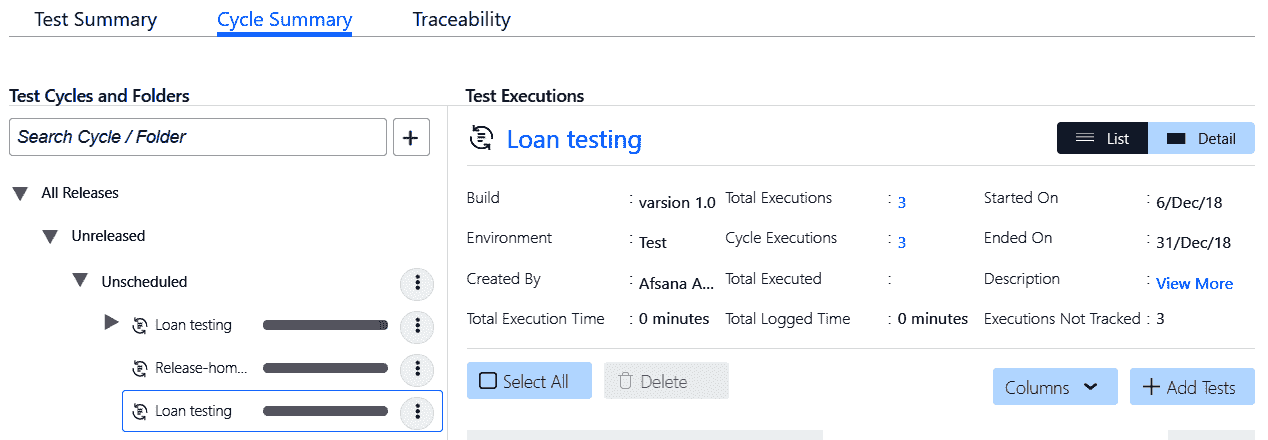 Test Summary Cycle Summary Traceability
Test Cycles and Folders
Search Cycle / Folder
+
All Releases
Unreleased
Unscheduled
Loan testing
Release-hom...
Loan testing
Test Executions
Loan testing
List Detail
Build : varsion 1.0 Total Executions : 3 Started On : 6/Dec/18
Environment : Test Cycle Executions : 3 Ended On : 31/Dec/18
Created By : Afsana A... Total Executed : Description : View More
Total Execution Time : 0 minutes Total Logged Time : 0 minutes Executions Not Tracked : 3
Select All Delete
Columns + Add Tests